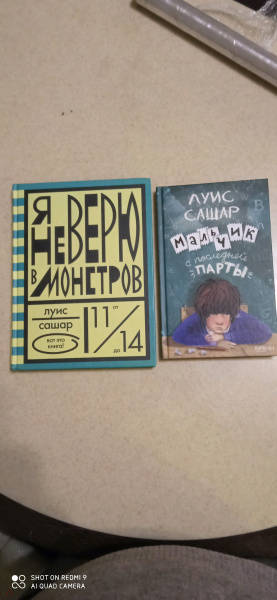 Я
НЕ ВЕРЮ
В МОНСТРОВ
ЛУИС
САШАР
ВОТ ЭТО
КНИГА!
11 от
до 14
ЛУИС
САШАР
МАЛЬЧИК
с последней
ПАРТЫ
SHOT ON REDMI 9
AI QUAD CAMERA